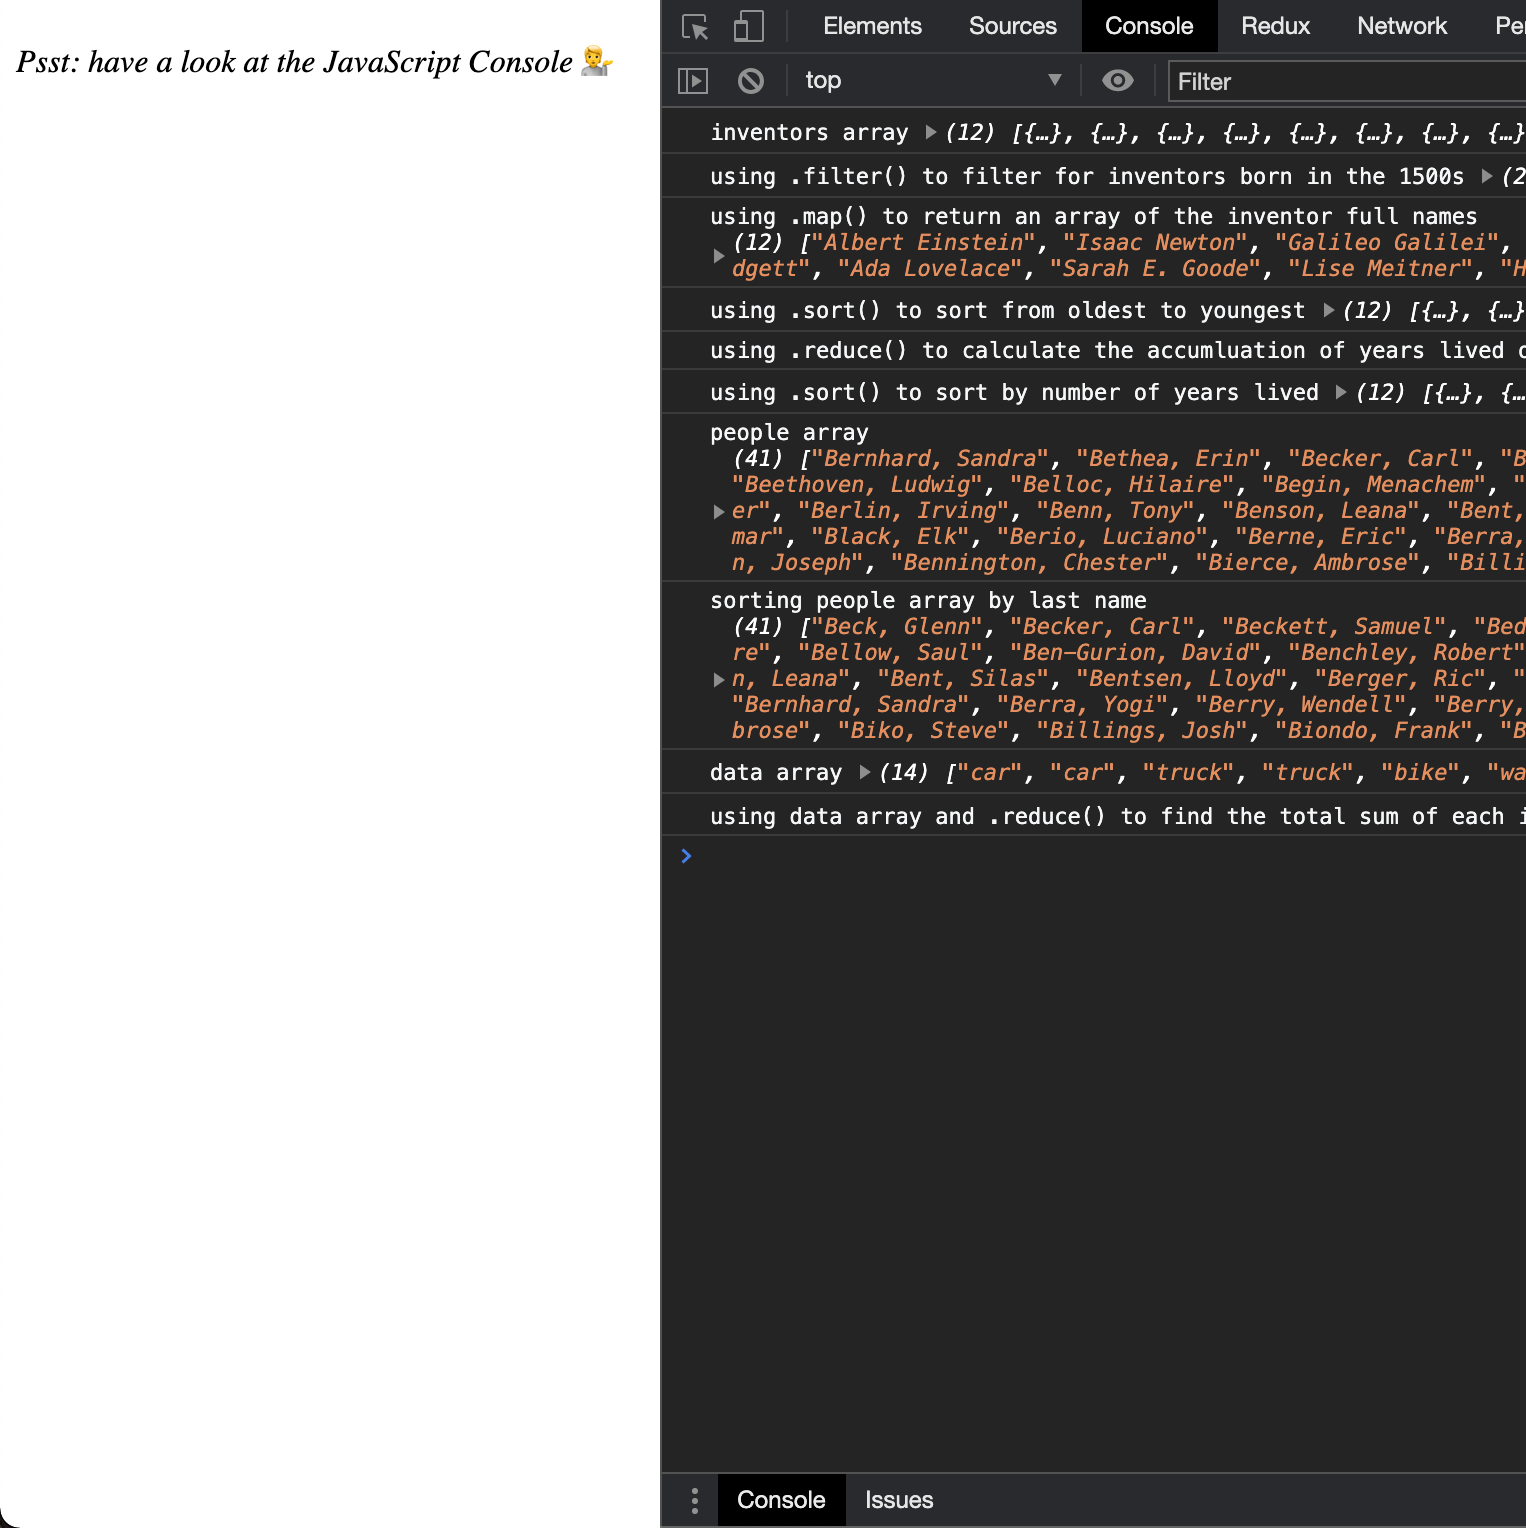 Psst: have a look at the JavaScript Console 💁
Elements Sources Console Redux Network
top Filter
inventors array ▶(12) [{…}, {…}, {…}, {…}, {…}, {…}, {…}, {…}
using .filter() to filter for inventors born in the 1500s ▶(2
using .map() to return an array of the inventor full names
(12) ["Albert Einstein", "Isaac Newton", "Galileo Galilei",
dgett", "Ada Lovelace", "Sarah E. Goode", "Lise Meitner", "H
using .sort() to sort from oldest to youngest ▶(12) [{…}, {…}
using .reduce() to calculate the accumluation of years lived
using .sort() to sort by number of years lived ▶(12) [{…}, {…
people array
(41) ["Bernhard, Sandra", "Bethea, Erin", "Becker, Carl", "B
"Beethoven, Ludwig", "Belloc, Hilaire", "Begin, Menachem", "
er", "Berlin, Irving", "Benn, Tony", "Benson, Leana", "Bent,
mar", "Black, Elk", "Berio, Luciano", "Berne, Eric", "Berra,
n, Joseph", "Bennington, Chester", "Bierce, Ambrose", "Billi
sorting people array by last name
(41) ["Beck, Glenn", "Becker, Carl", "Beckett, Samuel", "Bed
re", "Bellow, Saul", "Ben-Gurion, David", "Benchley, Robert"
n, Leana", "Bent, Silas", "Bentsen, Lloyd", "Berger, Ric", "
"Bernhard, Sandra", "Berra, Yogi", "Berry, Wendell", "Berry,
brose", "Biko, Steve", "Billings, Josh", "Biondo, Frank", "B
data array ▶(14) ["car", "car", "truck", "truck", "bike", "wa
using data array and .reduce() to find the total sum of each
>
Console Issues